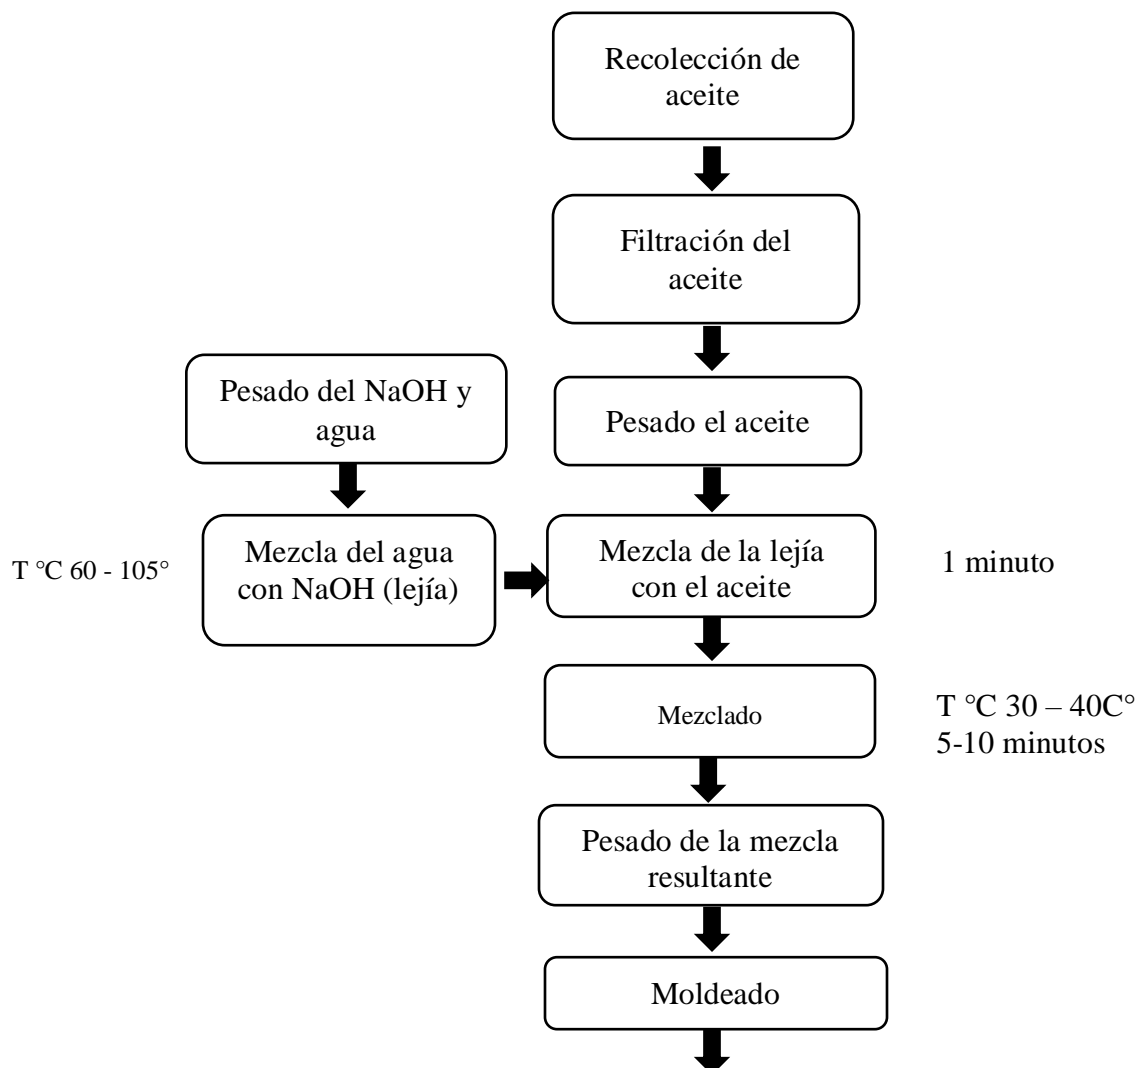 Recolección de
aceite
Filtración del
aceite
Pesado del NaOH y
agua
Pesado el aceite
T °C 60 - 105°
Mezcla del agua
con NaOH (lejía)
Mezcla de la lejía
con el aceite
1 minuto
Mezclado
T °C 30 – 40C°
5-10 minutos
Pesado de la mezcla
resultante
Moldeado